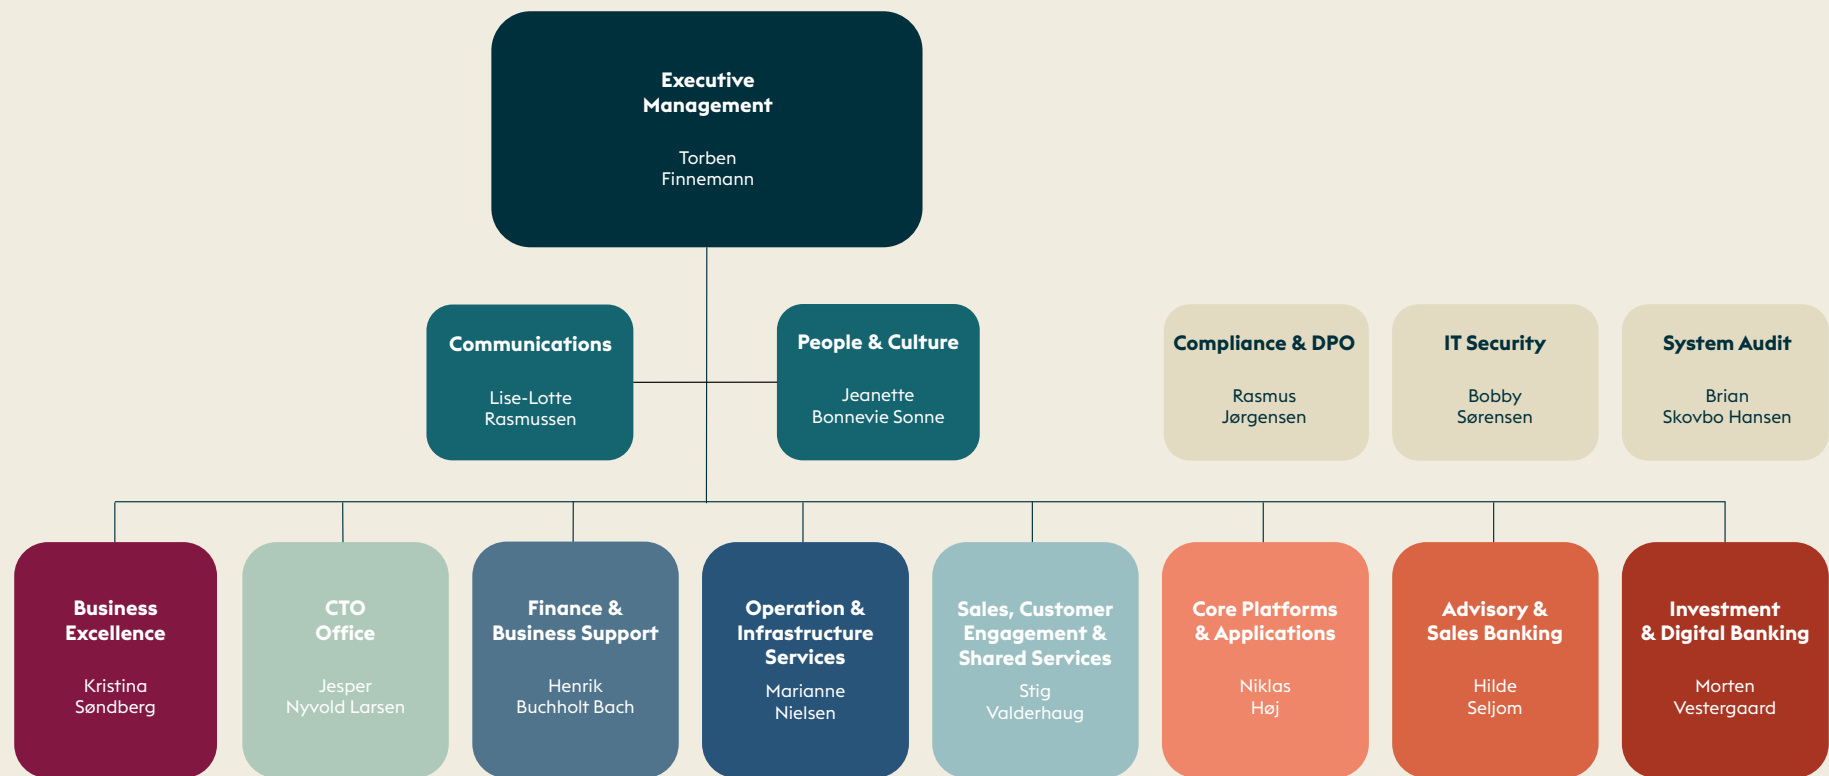 Executive
Management
Torben
Finnemann
Communications
Lise-Lotte
Rasmussen
People & Culture
Jeanette
Bonnevie Sonne
Compliance & DPO
Rasmus
Jørgensen
IT Security
Bobby
Sørensen
System Audit
Brian
Skovbo Hansen
Business
Excellence
Kristina
Søndberg
CTO
Office
Jesper
Nyvold Larsen
Finance &
Business Support
Henrik
Buchholt Bach
Operation &
Infrastructure
Services
Marianne
Nielsen
Sales, Customer
Engagement &
Shared Services
Stig
Valderhaug
Core Platforms
& Applications
Niklas
Høj
Advisory &
Sales Banking
Hilde
Seljom
Investment
& Digital Banking
Morten
Vestergaard